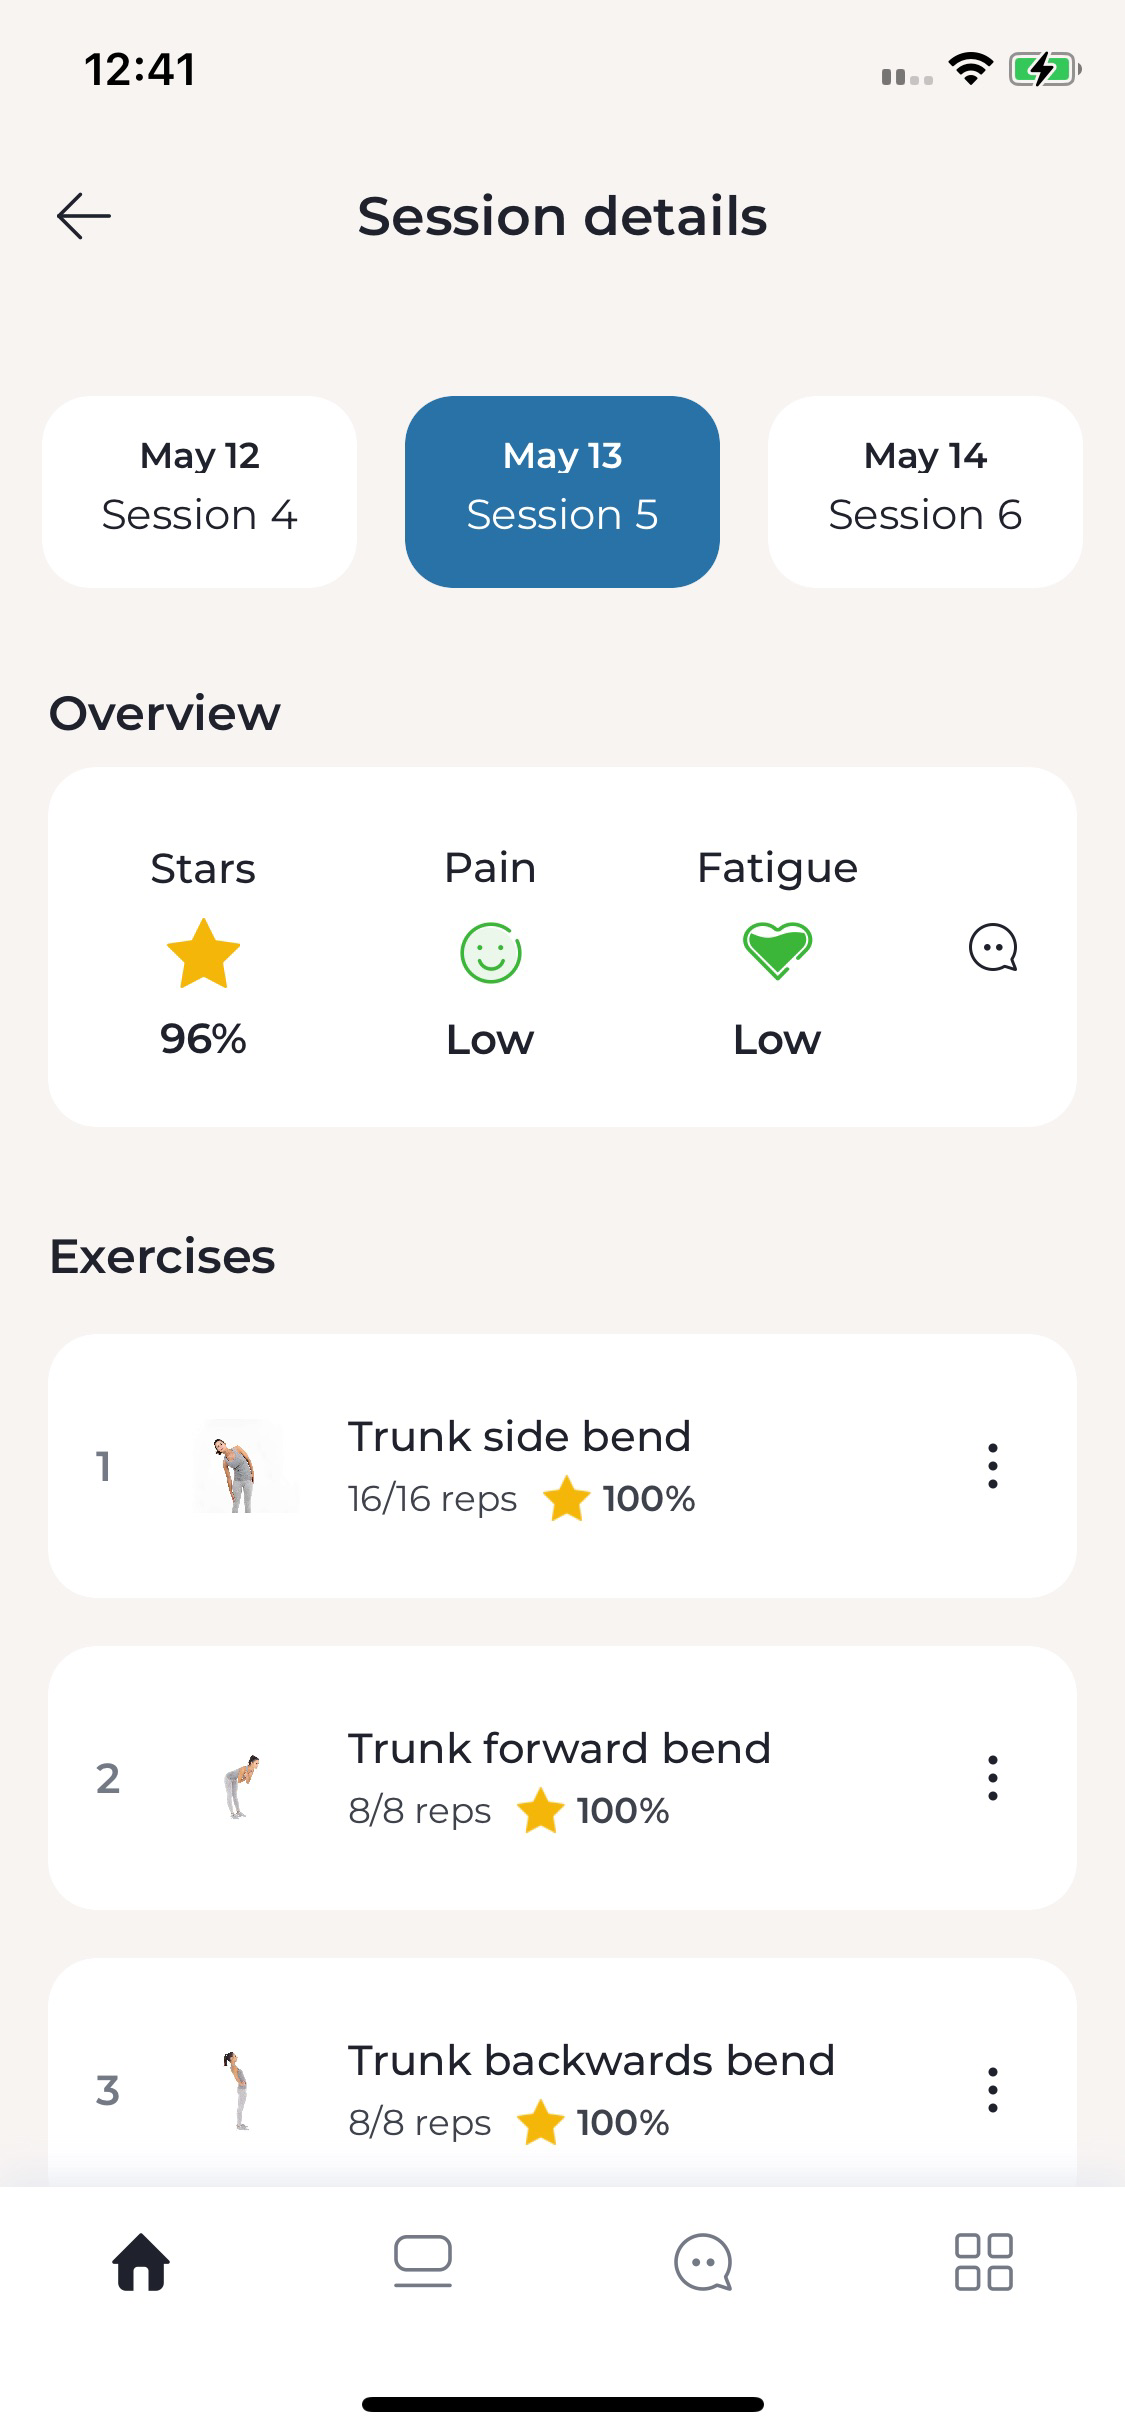 12:41
Session details
May 12
Session 4
May 13
Session 5
May 14
Session 6
Overview
Stars
Pain
Fatigue
96%
Low
Low
Exercises
1
Trunk side bend
16/16 reps 100%
2
Trunk forward bend
8/8 reps 100%
3
Trunk backwards bend
8/8 reps 100%